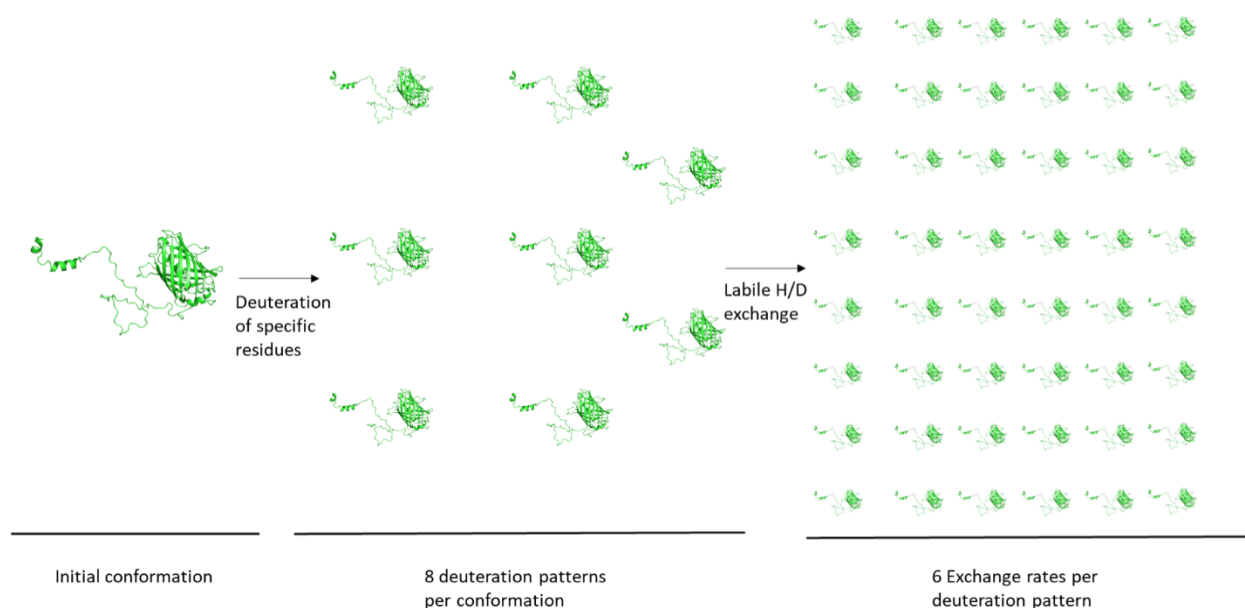 Deuteration
of specific
residues
Labile H/D
exchange
Initial conformation
8 deuteration patterns
per conformation
6 Exchange rates per
deuteration pattern